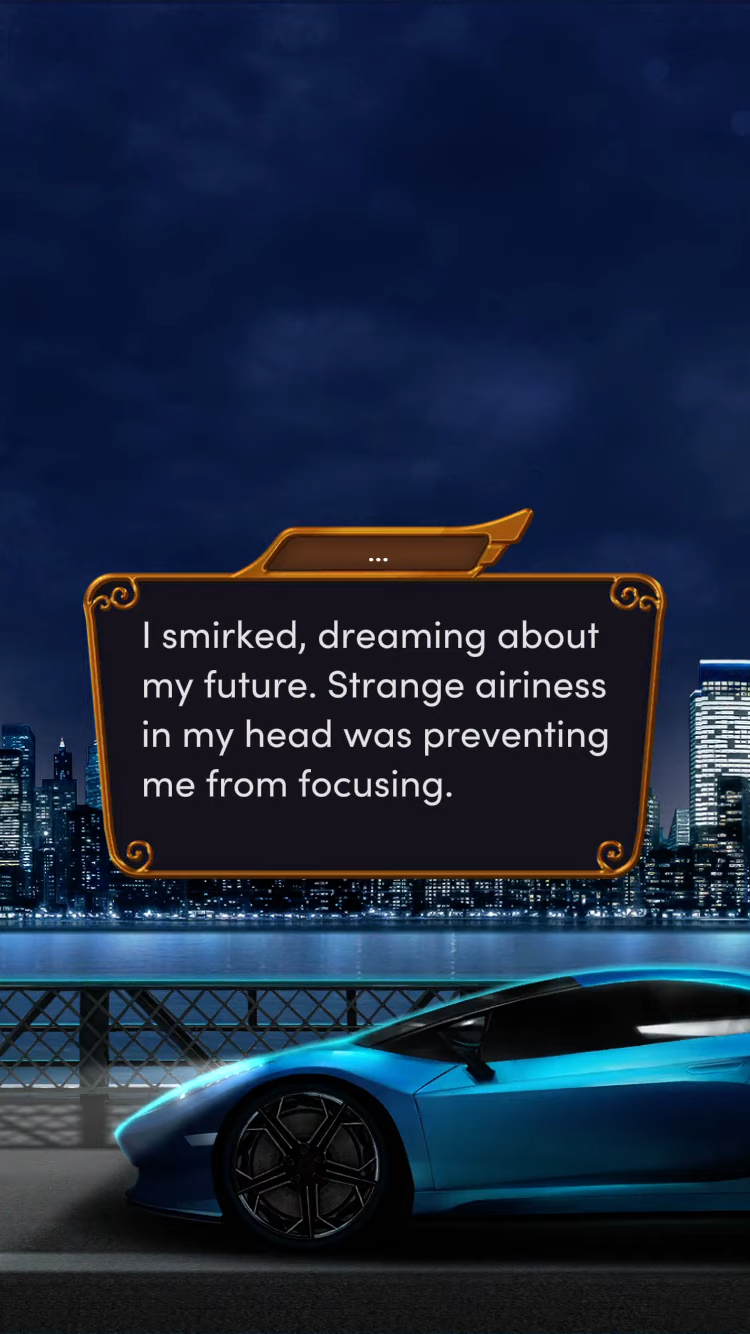 ...
I smirked, dreaming about
my future. Strange airiness
in my head was preventing
me from focusing.